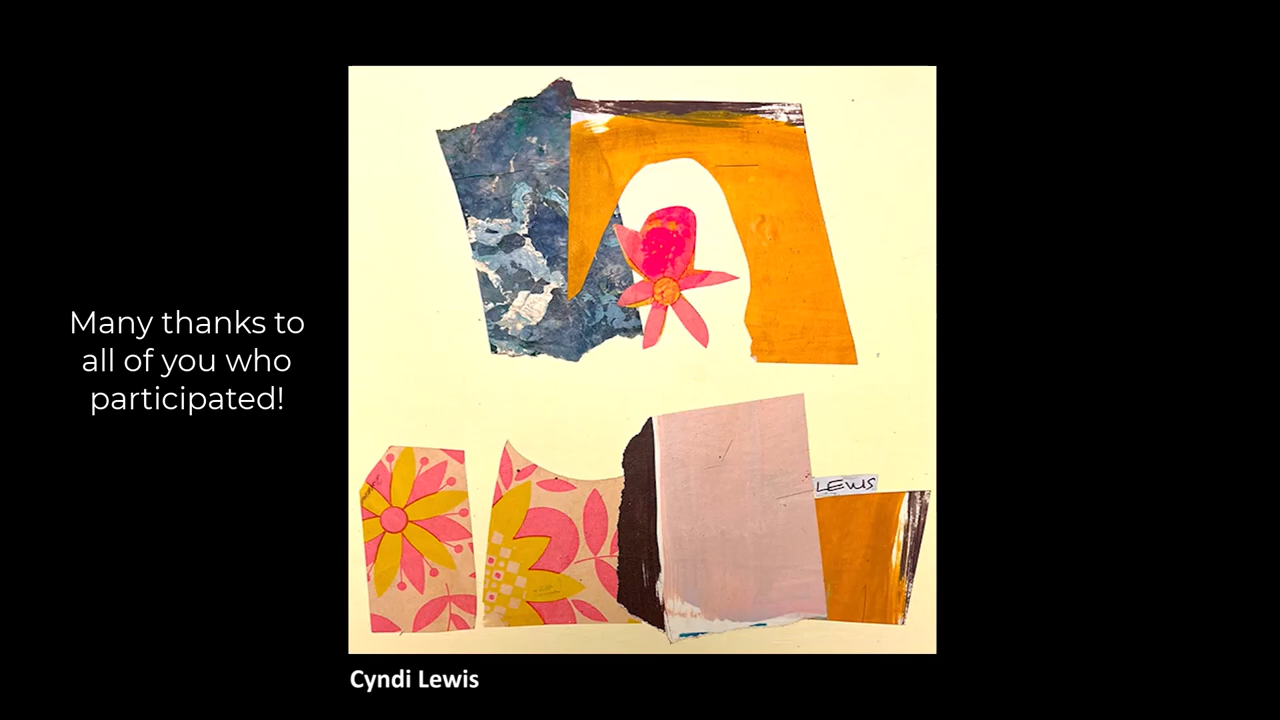 Many thanks to
all of you who
participated!
LEWIS
Cyndi Lewis